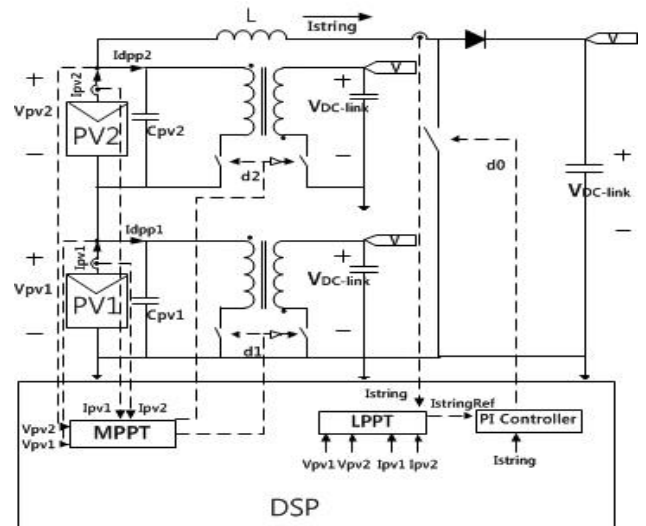 L
Istring
V
Idpp2
Ipv2
+
Vpv2
−
PV2
Cpv2
+
VDC-link
−
V
d2
d0
+
VDC-link
−
Idpp1
Ipv1
+
Vpv1
−
PV1
Cpv1
+
VDC-link
−
V
d1
Ipv1 Ipv2
Vpv2
Vpv1
MPPT
Istring
LPPT
IstringRef
PI Controller
Vpv1 Vpv2 Ipv1 Ipv2
Istring
DSP